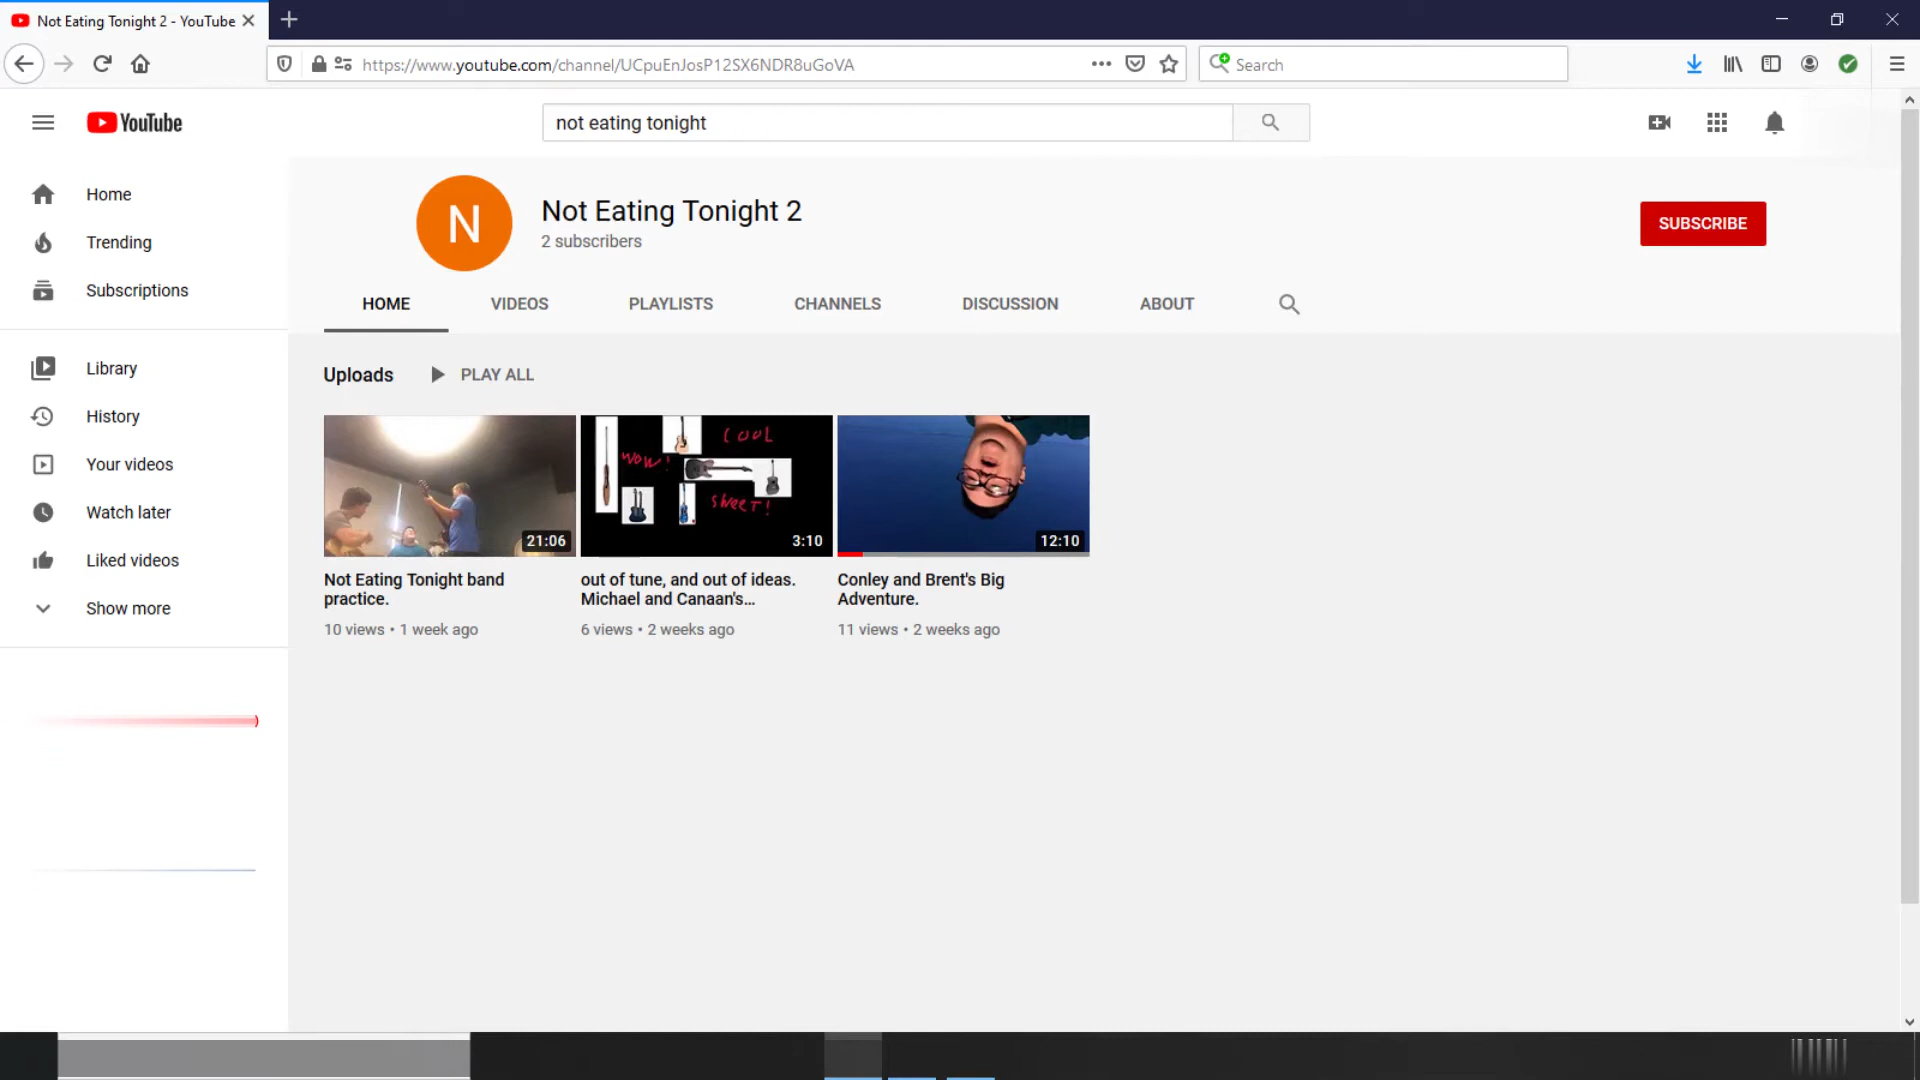 Not Eating Tonight 2 - YouTube
https://www.youtube.com/channel/UCpuEnJosP12SX6NDR8uGoVA
Search
YouTube
not eating tonight
Home
Trending
Subscriptions
Library
History
Your videos
Watch later
Liked videos
Show more
N
Not Eating Tonight 2
2 subscribers
SUBSCRIBE
HOME VIDEOS PLAYLISTS CHANNELS DISCUSSION ABOUT
Uploads PLAY ALL
21:06
Not Eating Tonight band
practice.
10 views • 1 week ago
COOL
WOW!
SWEET!
3:10
out of tune, and out of ideas.
Michael and Canaan's...
6 views • 2 weeks ago
12:10
Conley and Brent's Big
Adventure.
11 views • 2 weeks ago